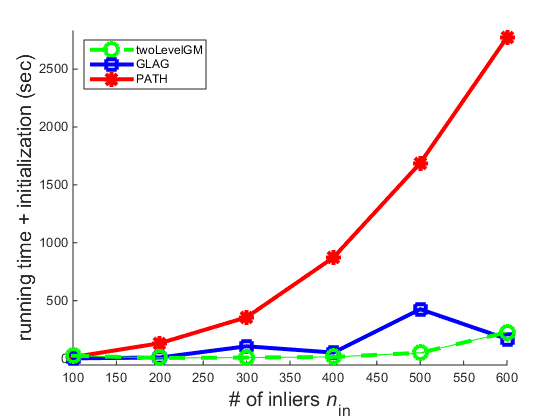 twoLevelGM
GLAG
PATH
running time + initialization (sec)
2500
2000
1500
1000
500
0
100 150 200 250 300 350 400 450 500 550 600
# of inliers n_in